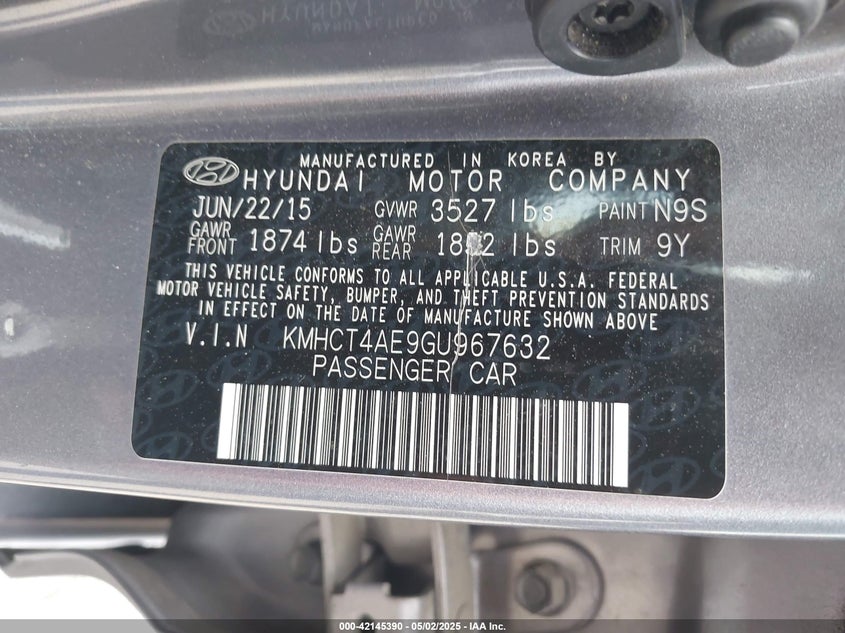 MANUFACTURED IN KOREA BY
HYUNDAI MOTOR COMPANY
JUN/22/15 GVWR 3527 lbs PAINT N9S
GAWR FRONT 1874 lbs GAWR REAR lbs TRIM 9Y
THIS VEHICLE CONFORMS TO ALL APPLICABLE U.S.A. FEDERAL
MOTOR VEHICLE SAFETY, BUMPER, AND THEFT PREVENTION STANDARDS
IN EFFECT ON THE DATE OF MANUFACTURE SHOWN ABOVE
V.I.N KMHCT4AE9GU967632
PASSENGER CAR
000-42145390 - 05/02/2025 - IAA Inc.